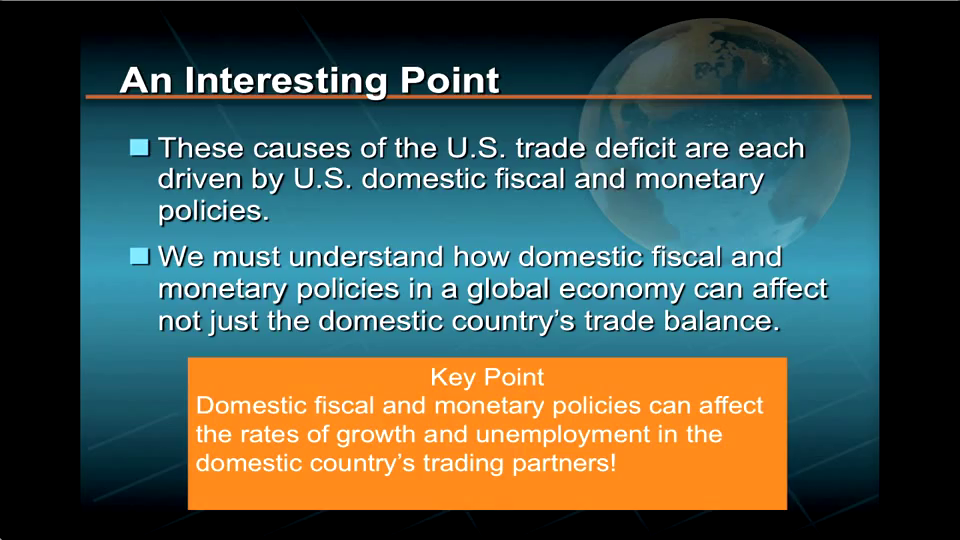 An Interesting Point
These causes of the U.S. trade deficit are each
driven by U.S. domestic fiscal and monetary
policies.
We must understand how domestic fiscal and
monetary policies in a global economy can affect
not just the domestic country’s trade balance.
Key Point
Domestic fiscal and monetary policies can affect
the rates of growth and unemployment in the
domestic country’s trading partners!